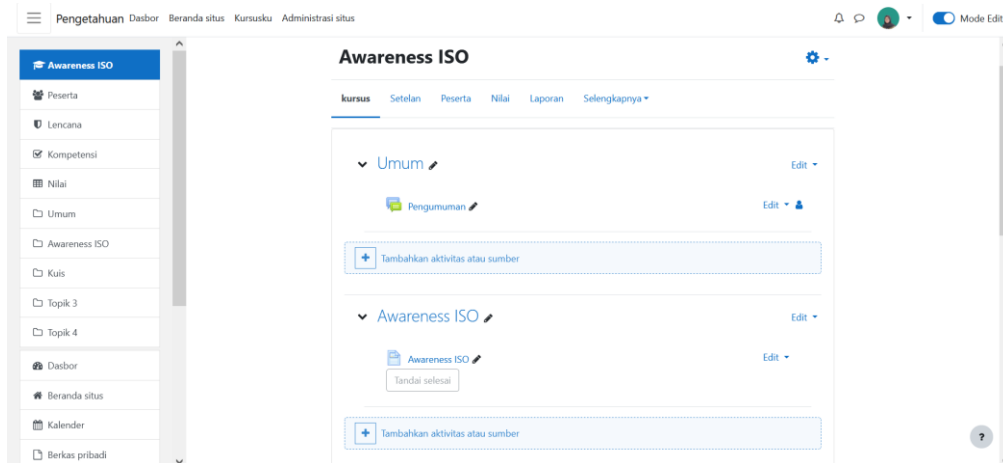 Pengetahuan Dasbor Beranda situs Kursusku Administrasi situs Mode Edit
Awareness ISO
Peserta
Lencana
Kompetensi
Nilai
Umum
Awareness ISO
Kuis
Topik 3
Topik 4
Dasbor
Beranda situs
Kalender
Berkas pribadi
Awareness ISO
kursus Setelan Peserta Nilai Laporan Selengkapnya
Umum Edit
Pengumuman Edit
+ Tambahkan aktivitas atau sumber
Awareness ISO Edit
Awareness ISO Edit
Tandai selesai
+ Tambahkan aktivitas atau sumber
?